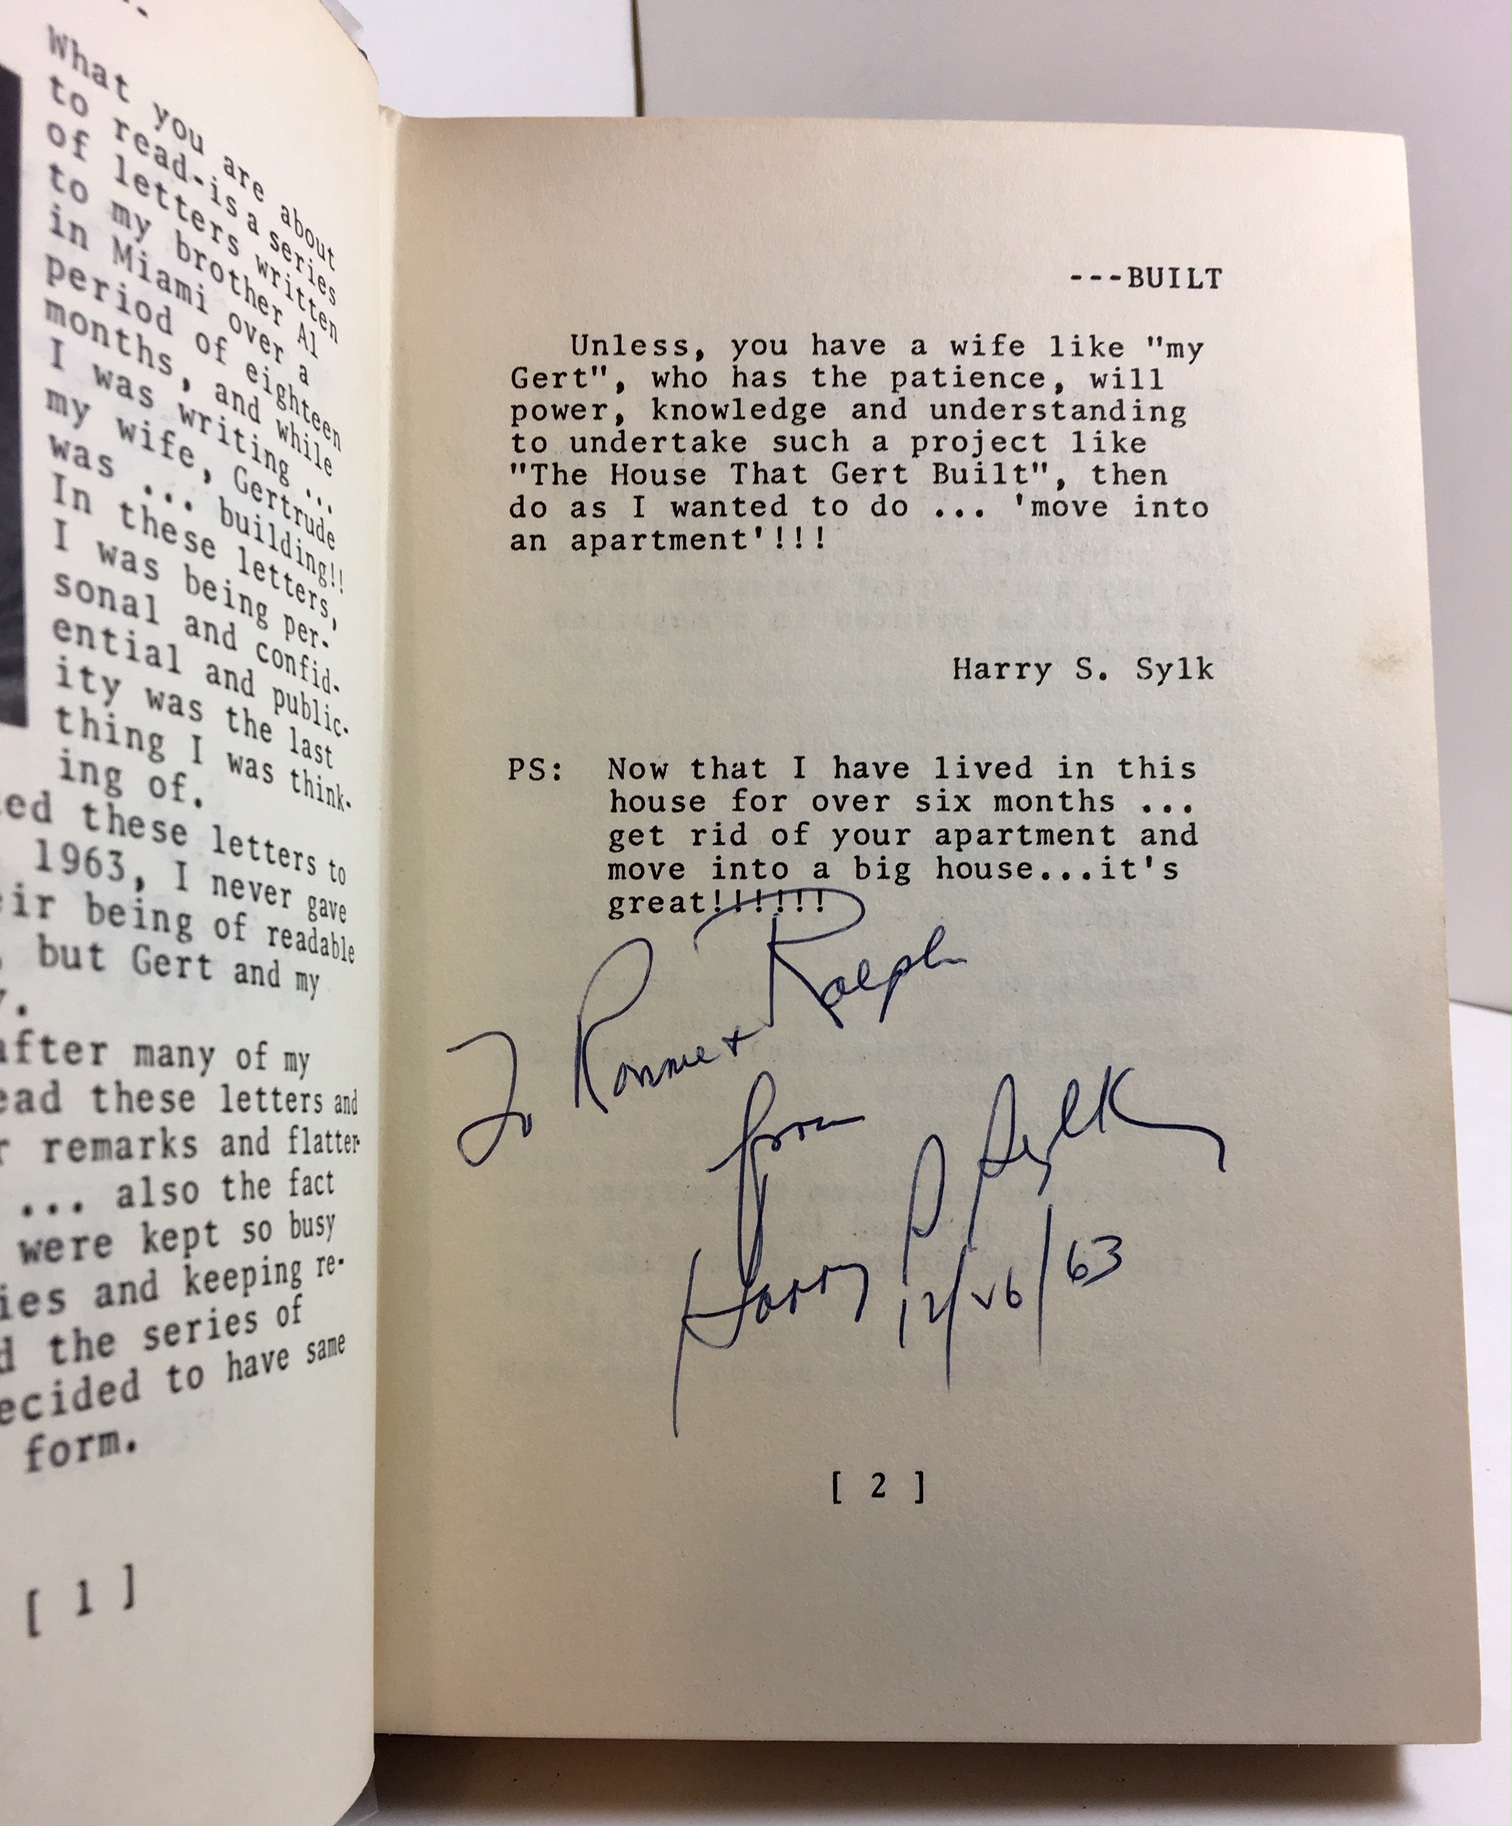 What you are about
to read-is a series
of letters written
to my brother Al
in Miami over a
period of eighteen
months, and while
I was writing ...
my wife, Gertrude
was ... building!!
In these letters,
I was being per-
sonal and confid-
ential and public-
ity was the last
thing I was think-
ing of.
these letters to
1963, I never gave
being of readable
, but Gert and my
after many of my
these letters and
remarks and flatter-
... also the fact
were kept so busy
and keeping re-
the series of
to have same
form.
[ 1 ]
---BUILT
Unless, you have a wife like "my
Gert", who has the patience, will
power, knowledge and understanding
to undertake such a project like
"The House That Gert Built", then
do as I wanted to do ... 'move into
an apartment'!!!
Harry S. Sylk
PS: Now that I have lived in this
house for over six months ...
get rid of your apartment and
move into a big house...it's
great!!!!!!
To Ronnie + Ralph
from
Harry S Sylk
12/26/63
[ 2 ]